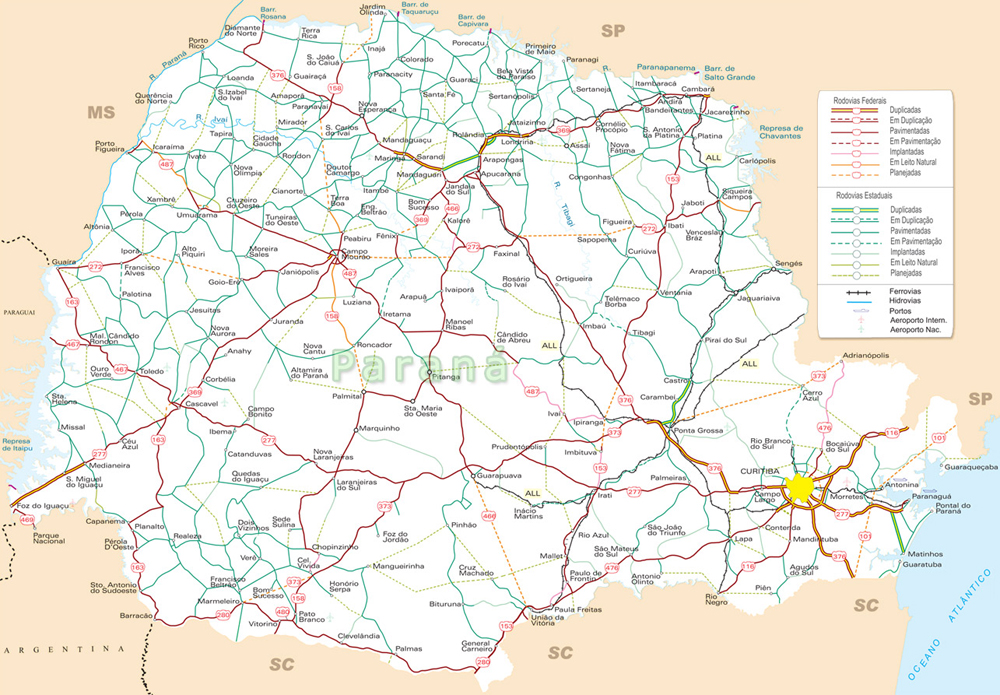 Barr. de
Rosana
Diamante
do Norte
Terra
Rica
Jardim
Olinda
Barr. de
Taquaruçu
Barr. de
Capivara
SP
Porto
Rico
R. Paraná
Inajá
Porecatu
Primeiro
de Maio
Paranagi
R. Paranapanema
Barr. de
Salto Grande
S. João
do Caiuá
Colorado
Paranacity
Guaraci
Bela Vista
do Paraíso
Sertaneja
Itambaracá
Cambará
Loanda
376
Guairaçá
158
Querência
do Norte
S.Izabel
do Ivaí
Amaporã
Paranavaí
Nova
Esperança
Santa Fé
Sertanópolis
Andirá
Bandeirantes
Jacarezinho
MS
R. Ivaí
Mirador
S. Carlos
do Ivaí
Mandaguaçu
Rolândia
Jataizinho
Londrina
369
Cornélio
Procópio
S. Antonio
da Platina
Platina
Represa de
Chavantes
Porto
Figueira
Icaraíma
Tapira
Cidade
Gaúcha
Rondon
Maringá
Sarandi
Mandaguari
Arapongas
Apucarana
Assaí
Nova
Fátima
ALL
Carlópolis
487
Ivaté
Nova
Olímpia
Doutor
Camargo
Itambé
Jandaia
do Sul
Congonhas
153
Siqueira
Campos
Xambrê
Cruzeiro
do Oeste
Cianorte
Terra
Boa
Eng.
Beltrão
Bom
Sucesso
466
369
Kaloré
R. Tibagi
Jaboti
Pérola
Umuarama
Tuneiras
do Oeste
Figueira
272
Ibati
Venceslau
Bráz
Altônia
Iporã
Alto
Piquiri
Moreira
Sales
Peabiru
Fênix
Campo
Mourão
272
Faxinal
Sapopema
Curiúva
Guaíra
272
Francisco
Alves
Goio-Erê
Janiópolis
487
Rosário
do Ivaí
Ortigueira
Arapoti
Sengés
163
Palotina
Luziana
Arapuã
Ivaiporã
Telêmaco
Borba
Ventania
Jaguariaíva
PARAGUAI
Jesuítas
158
Iretama
Nova
Aurora
Juranda
Manoel
Ribas
Cândido
de Abreu
Imbaú
Tibagi
Piraí do Sul
Mal. Cândido
Rondon
467
Anahy
Nova
Cantu
Roncador
ALL
ALL
Adrianópolis
Ouro
Verde
467
Toledo
Corbélia
Altamira
do Paraná
Paraná
Pitanga
487
Castro
373
Sta.
Helena
369
Cascavel
Palmital
Carambeí
Cerro
Azul
SP
Campo
Bonito
Sta. Maria
do Oeste
Ivaí
376
Missal
Céu
Azul
163
Ibema
277
Marquinho
Ipiranga
373
Ponta Grossa
Rio Branco
do Sul
476
Bocaiúva
do Sul
116
101
Represa
de Itaipu
277
Medianeira
Catanduvas
Nova
Laranjeiras
Prudentópolis
Imbituva
Guaraqueçaba
S. Miguel
do Iguaçu
Quedas
do Iguaçu
Laranjeiras
do Sul
Guarapuava
153
376
Palmeiras
CURITIBA
Campo
Largo
Morretes
Antonina
Paranaguá
Foz do Iguaçu
469
Capanema
373
ALL
Irati
277
277
Pontal do
Paraná
Parque
Nacional
Planalto
Dois
Vizinhos
Sede
Sulina
466
Inácio
Martins
Contenda
Pérola
D'Oeste
Realeza
Pinhão
Rio Azul
São João
do Triunfo
Lapa
Mandirituba
101
Foz do
Jordão
Chopinzinho
Verê
Cel.
Vivida
Mallet
São Mateus
do Sul
376
Matinhos
163
Mangueirinha
116
Agudos
do Sul
Guaratuba
Sto. Antonio
do Sudoeste
Francisco
Beltrão
Bom
Sucesso
373
158
Honório
Serpa
Cruz
Machado
Paulo de
Frontin
476
Antonio
Olinto
Piên
Marmeleiro
Bituruna
Rio
Negro
SC
Barracão
280
480
Vitorino
Pato
Branco
Paula Freitas
União da
Vitória
153
ARGENTINA
Clevelândia
Palmas
General
Carneiro
280
SC
SC
OCEANO ATLÂNTICO
Rodovias Federais
Duplicadas
Em Duplicação
Pavimentadas
Em Pavimentação
Implantadas
Em Leito Natural
Planejadas
Rodovias Estaduais
Duplicadas
Em Duplicação
Pavimentadas
Em Pavimentação
Implantadas
Em Leito Natural
Planejadas
Ferrovias
Hidrovias
Portos
Aeroporto Intern.
Aeroporto Nac.